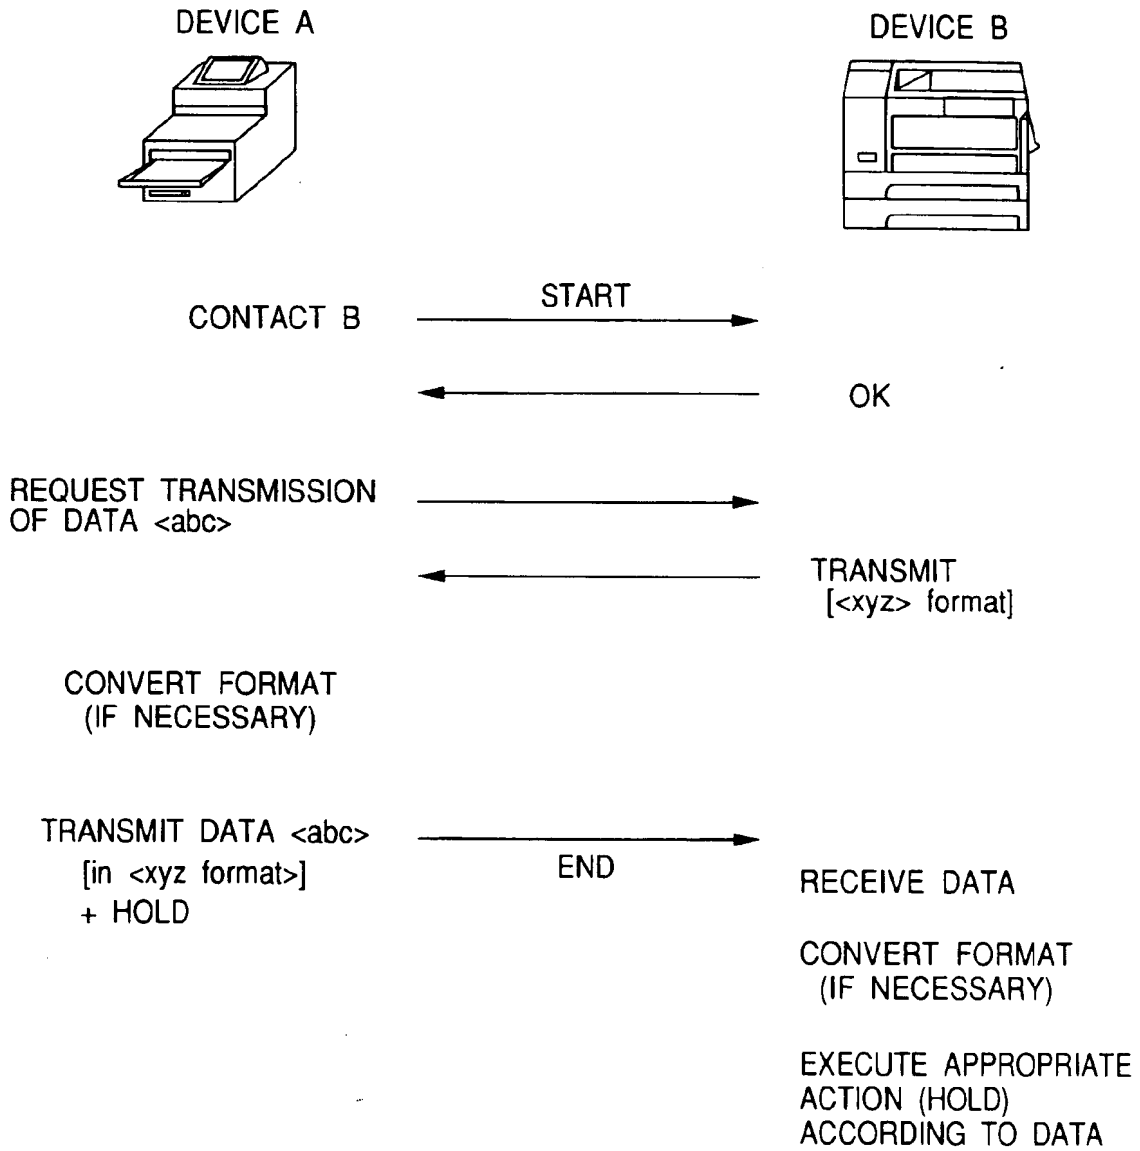 DEVICE A
DEVICE B
START
CONTACT B
OK
REQUEST TRANSMISSION
OF DATA <abc>
TRANSMIT
[<xyz> format]
CONVERT FORMAT
(IF NECESSARY)
TRANSMIT DATA <abc>
[in <xyz format>]
+ HOLD
END
RECEIVE DATA
CONVERT FORMAT
(IF NECESSARY)
EXECUTE APPROPRIATE
ACTION (HOLD)
ACCORDING TO DATA